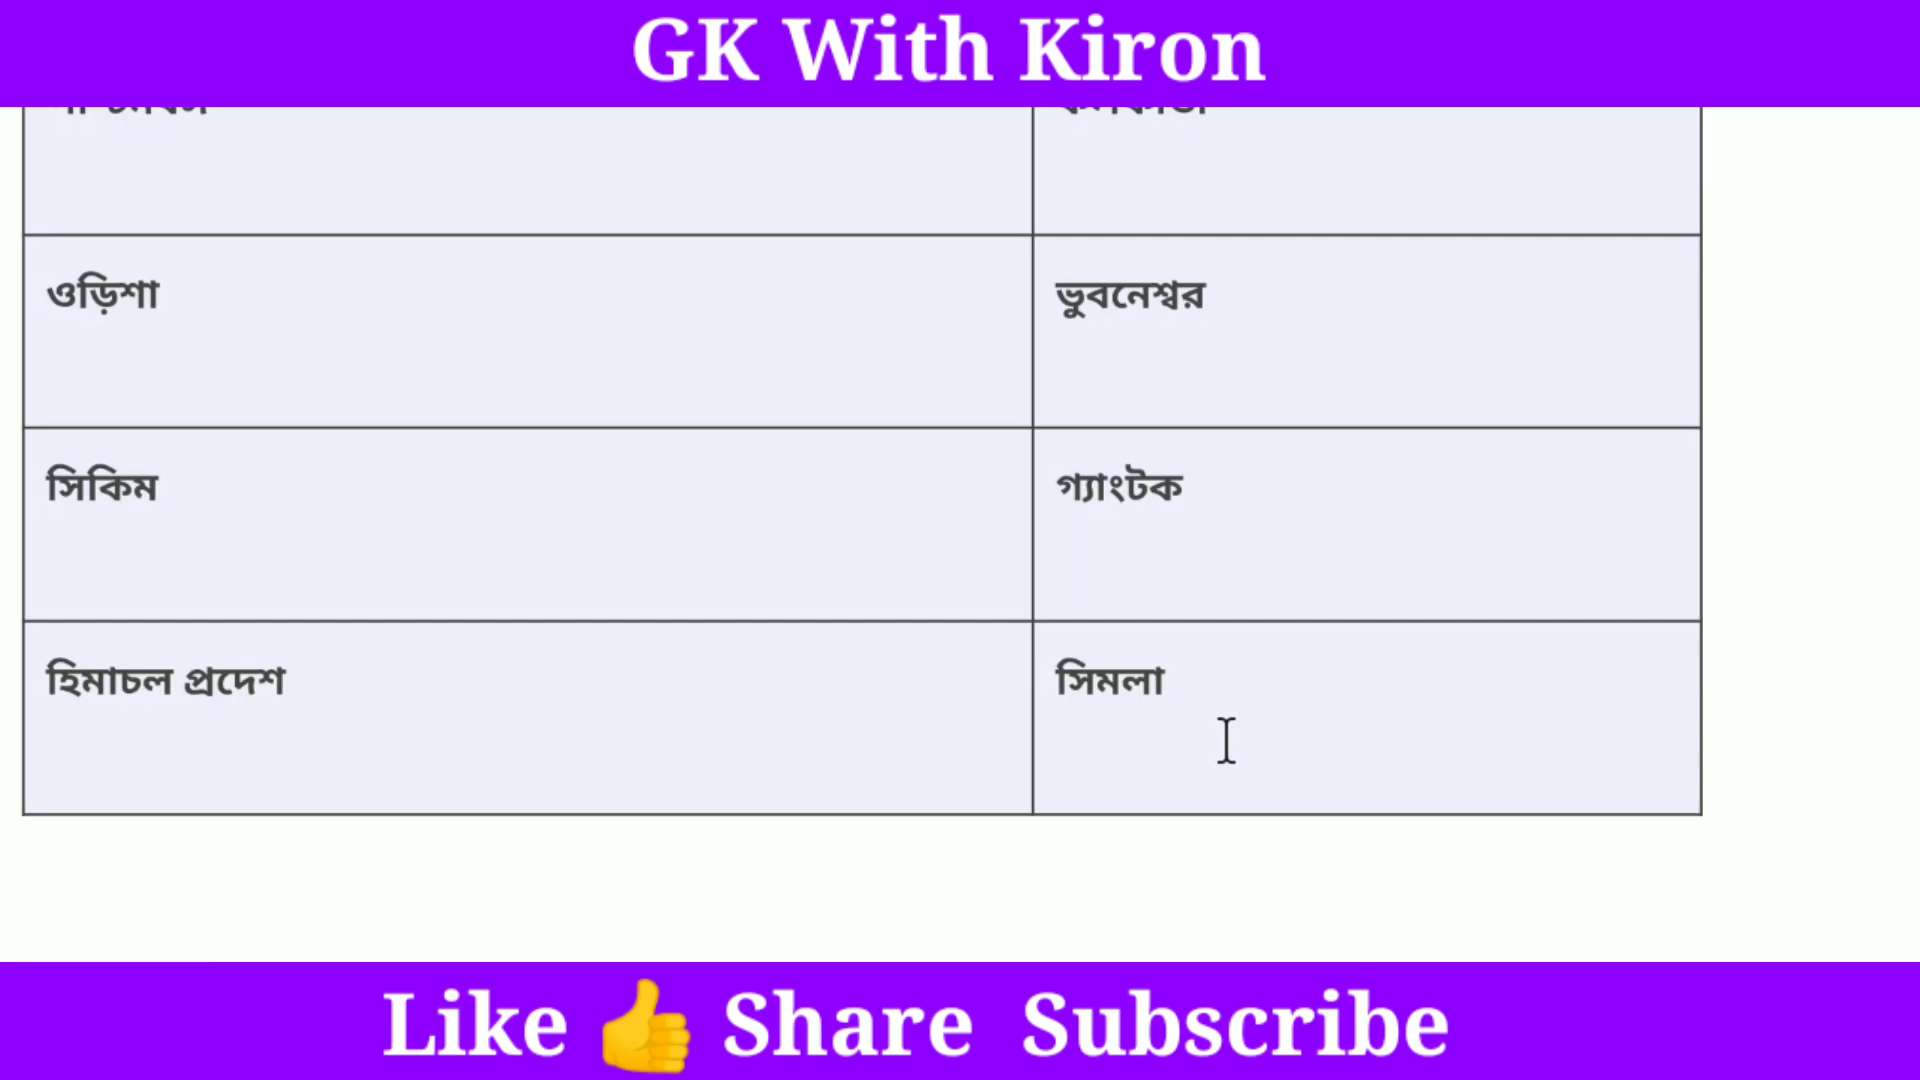 GK With Kiron
ওড়িশা ভুবনেশ্বর
সিকিম গ্যাংটক
হিমাচল প্রদেশ সিমলা
Like 👍 Share Subscribe